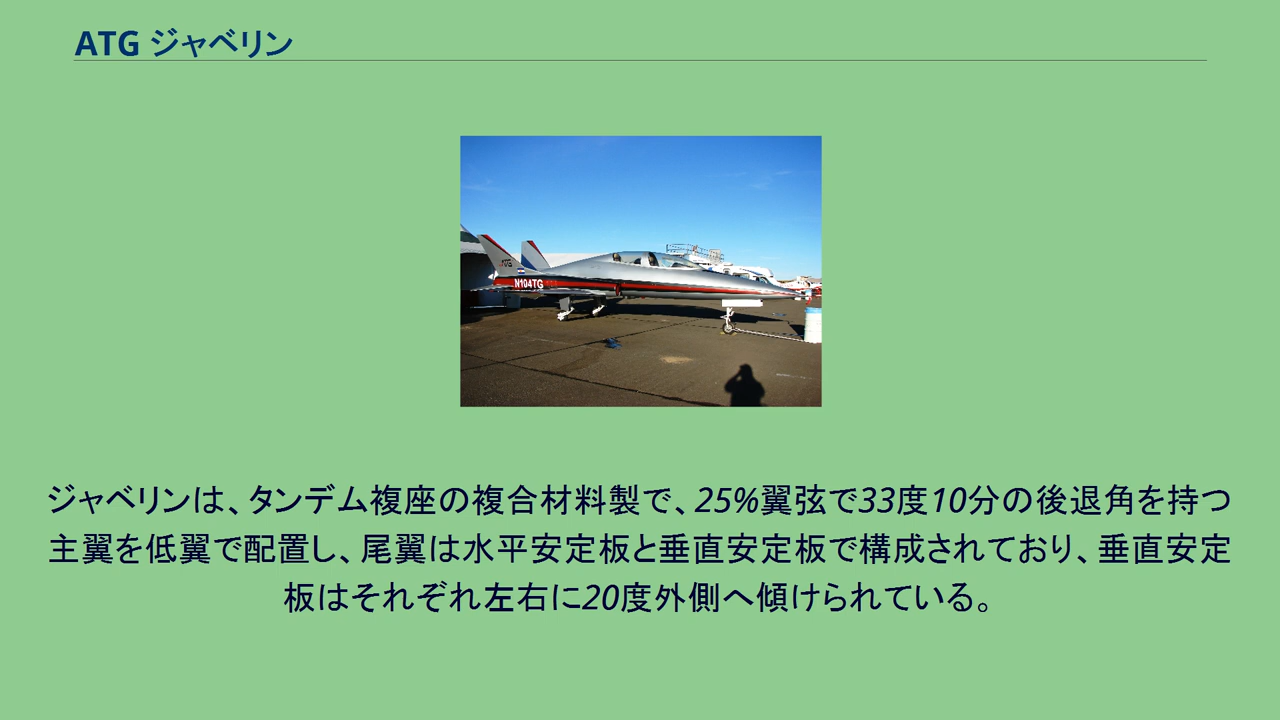 ATG ジャベリン
N104TG
ジャベリンは、タンデム複座の複合材料製で、25%翼弦で33度10分の後退角を持つ
主翼を低翼で配置し、尾翼は水平安定板と垂直安定板で構成されており、垂直安定
板はそれぞれ左右に20度外側へ傾けられている。